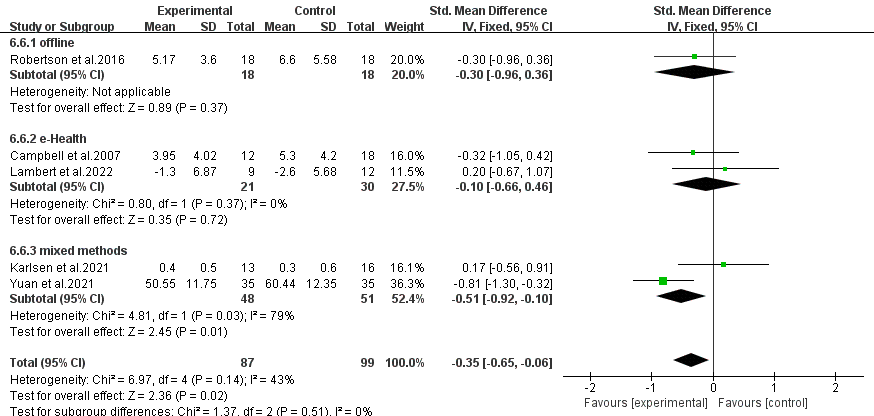 Experimental Control Std. Mean Difference Std. Mean Difference
Study or Subgroup Mean SD Total Mean SD Total Weight IV, Fixed, 95% CI IV, Fixed, 95% CI
6.6.1 offline
Robertson et al.2016 5.17 3.6 18 6.6 5.58 18 20.0% -0.30 [-0.96, 0.36]
Subtotal (95% CI) 18 18 20.0% -0.30 [-0.96, 0.36]
Heterogeneity: Not applicable
Test for overall effect: Z = 0.89 (P = 0.37)
6.6.2 e-Health
Campbell et al.2007 3.95 4.02 12 5.3 4.2 18 16.0% -0.32 [-1.05, 0.42]
Lambert et al.2022 -1.3 6.87 9 -2.6 5.68 12 11.5% 0.20 [-0.67, 1.07]
Subtotal (95% CI) 21 30 27.5% -0.10 [-0.66, 0.46]
Heterogeneity: Chi² = 0.80, df = 1 (P = 0.37); I² = 0%
Test for overall effect: Z = 0.35 (P = 0.72)
6.6.3 mixed methods
Karlsen et al.2021 0.4 0.5 13 0.3 0.6 16 16.1% 0.17 [-0.56, 0.91]
Yuan et al.2021 50.55 11.75 35 60.44 12.35 35 36.3% -0.81 [-1.30, -0.32]
Subtotal (95% CI) 48 51 52.4% -0.51 [-0.92, -0.10]
Heterogeneity: Chi² = 4.81, df = 1 (P = 0.03); I² = 79%
Test for overall effect: Z = 2.45 (P = 0.01)
Total (95% CI) 87 99 100.0% -0.35 [-0.65, -0.06]
Heterogeneity: Chi² = 6.97, df = 4 (P = 0.14); I² = 43%
Test for overall effect: Z = 2.36 (P = 0.02)
Test for subgroup differences: Chi² = 1.37, df = 2 (P = 0.51), I² = 0%
-2 -1 0 1 2
Favours [experimental] Favours [control]